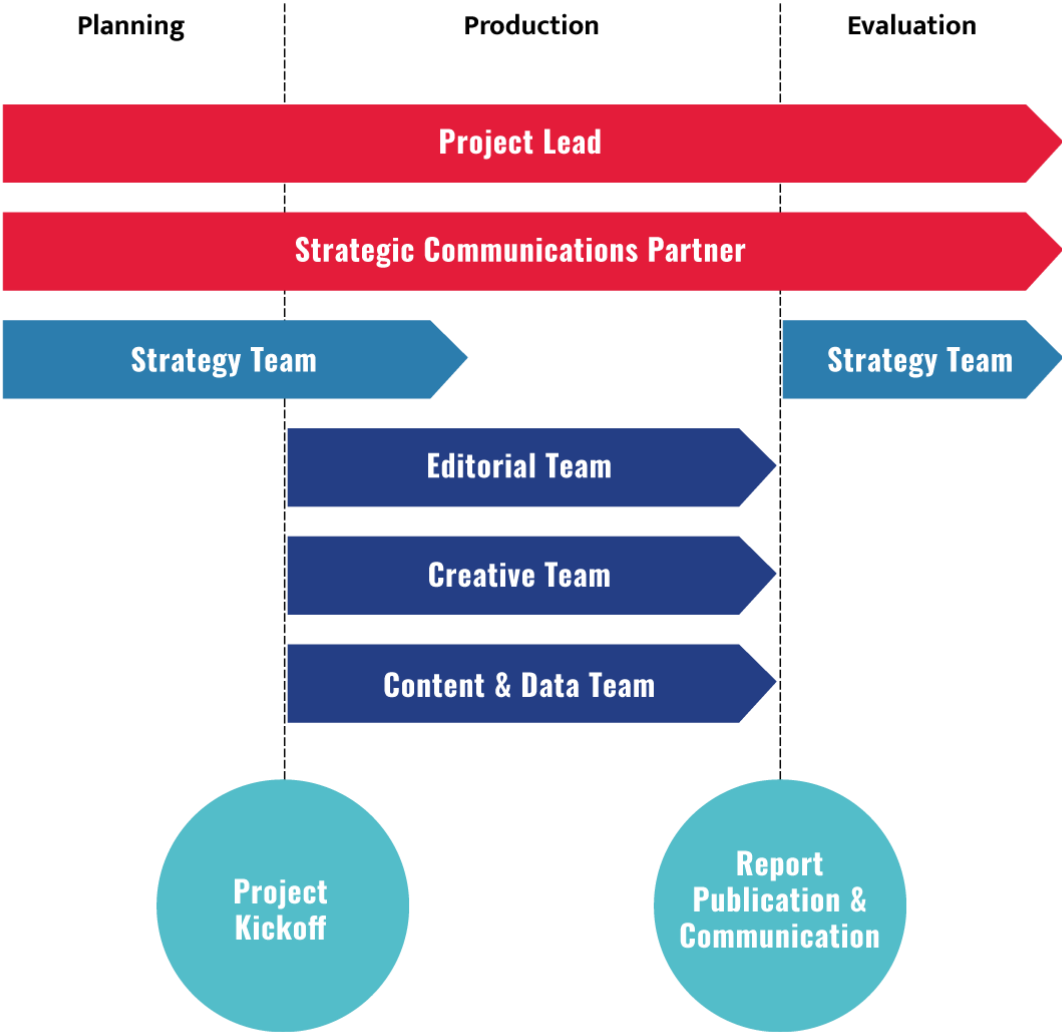 Planning
Production
Evaluation
Project Lead
Strategic Communications Partner
Strategy Team
Strategy Team
Editorial Team
Creative Team
Content & Data Team
Project
Kickoff
Report
Publication &
Communication